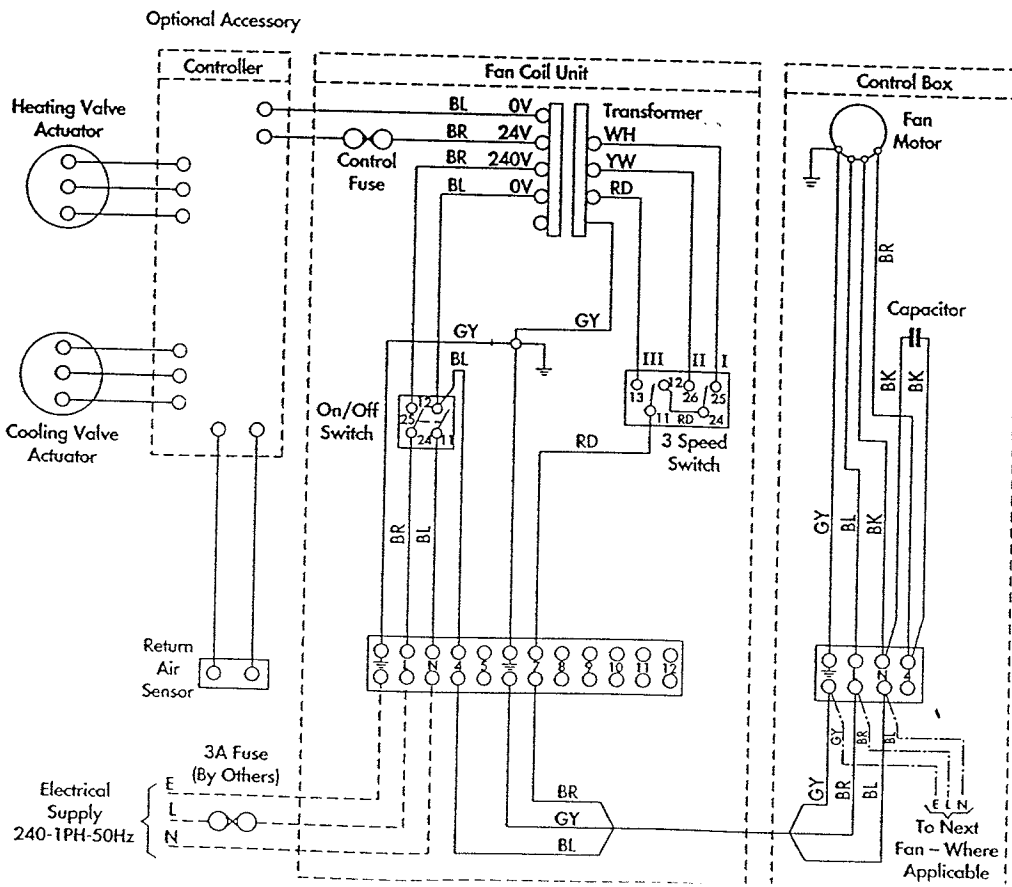 Optional Accessory
Controller
Fan Coil Unit
Control Box
Heating Valve
Actuator
BL 0V
BR 24V
BR 240V
BL 0V
Control
Fuse
Transformer
WH
YW
RD
Fan
Motor
BR
Capacitor
BK
BK
GY
GY
BL
III II I
13 12 26 25
11 RD 24
3 Speed
Switch
RD
On/Off
Switch
12
25
24 11
Cooling Valve
Actuator
BR
BL
GY
BL
BK
Return
Air
Sensor
L N 4 5 7 8 9 10 11 12
L N 4
GY
BR
BL
3A Fuse
(By Others)
Electrical
Supply
240-1PH-50Hz
E
L
N
BR
GY
BL
GY
BR
BL
E L N
To Next
Fan – Where
Applicable